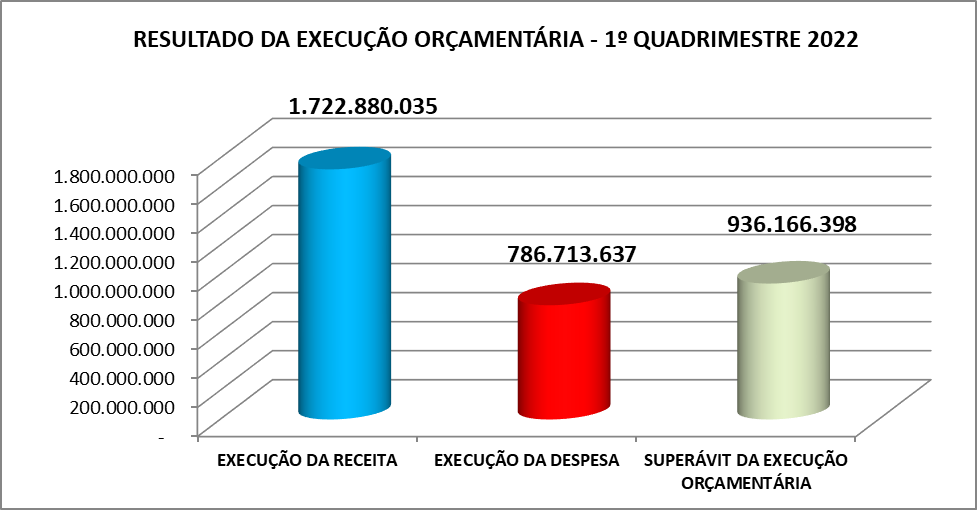 RESULTADO DA EXECUÇÃO ORÇAMENTÁRIA - 1º QUADRIMESTRE 2022
1.722.880.035
786.713.637
936.166.398
1.800.000.000
1.600.000.000
1.400.000.000
1.200.000.000
1.000.000.000
800.000.000
600.000.000
400.000.000
200.000.000
-
EXECUÇÃO DA RECEITA
EXECUÇÃO DA DESPESA
SUPERÁVIT DA EXECUÇÃO
ORÇAMENTÁRIA